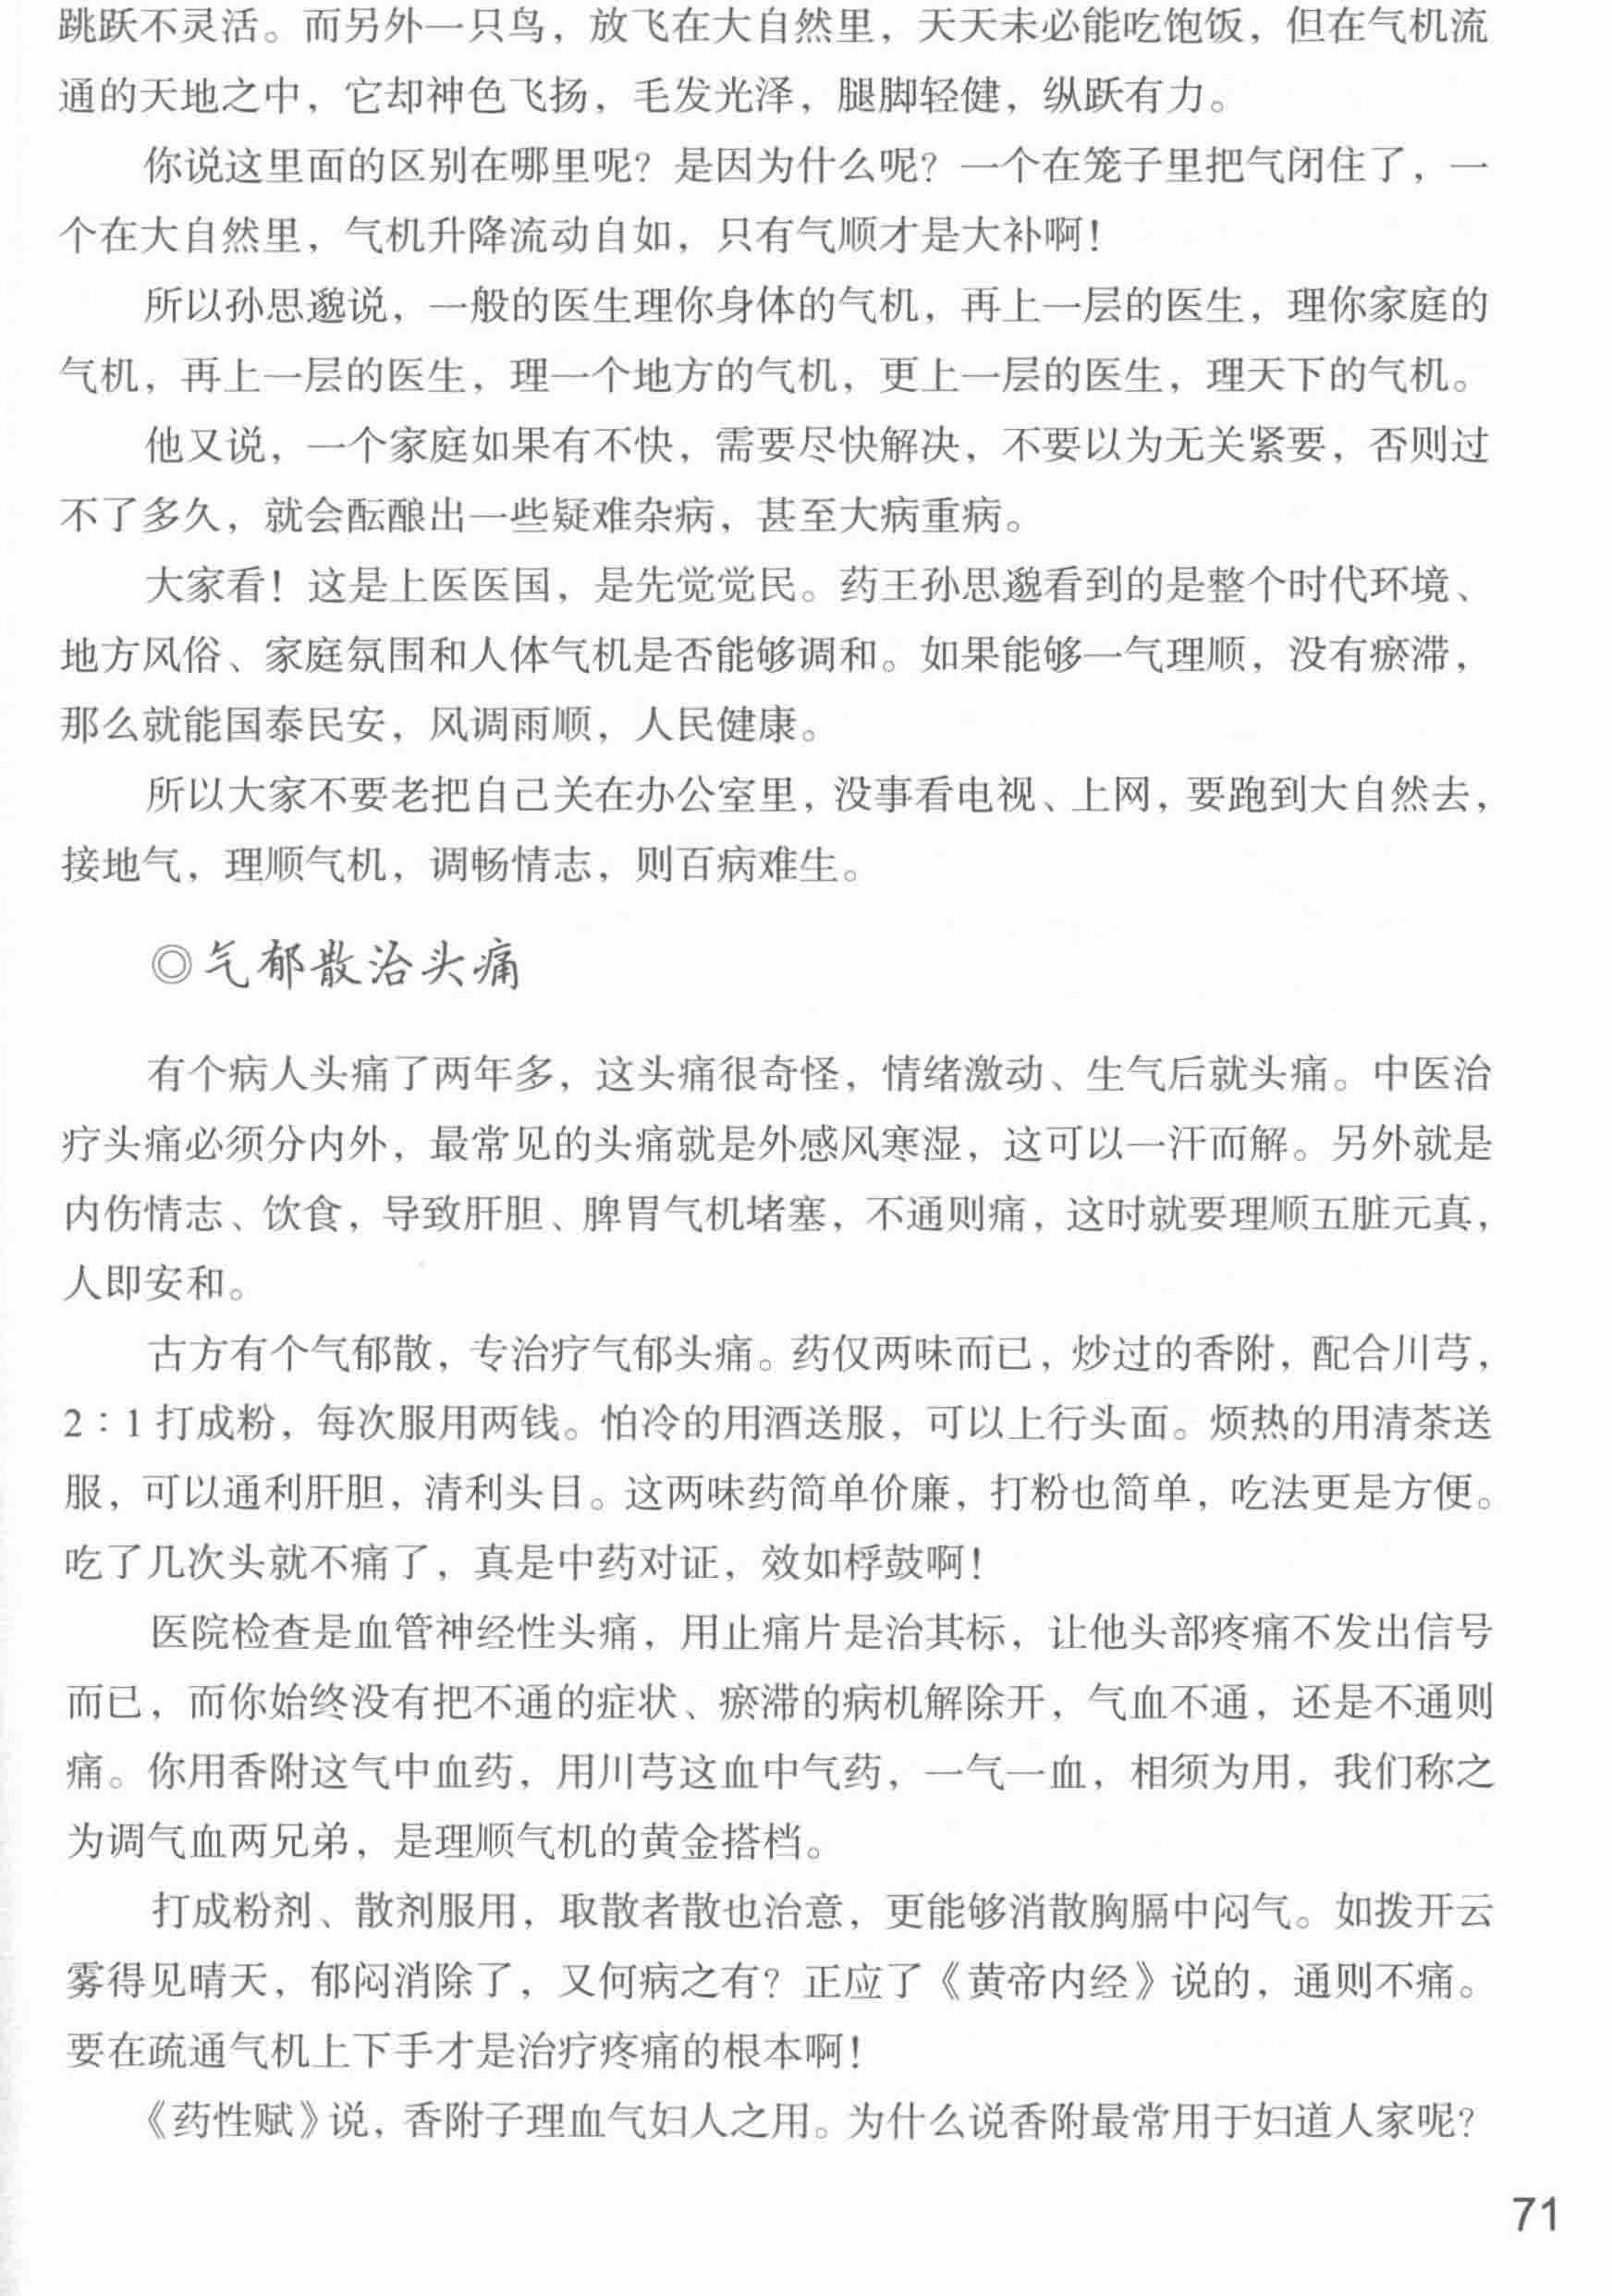 跳跃不灵活。而另外一只鸟，放飞在大自然里，天天未必能吃饱饭，但在气机流
通的天地之中，它却神色飞扬，毛发光泽，腿脚轻健，纵跃有力。
你说这里面的区别在哪里呢？是因为什么呢？一个在笼子里把气闭住了，一
个在大自然里，气机升降流动自如，只有气顺才是大补啊！
所以孙思邈说，一般的医生理你身体的气机，再上一层的医生，理你家庭的
气机，再上一层的医生，理一个地方的气机，更上一层的医生，理天下的气机。
他又说，一个家庭如果有不快，需要尽快解决，不要以为无关紧要，否则过
不了多久，就会酝酿出一些疑难杂病，甚至大病重病。
大家看！这是上医医国，是先觉觉民。药王孙思邈看到的是整个时代环境、
地方风俗、家庭氛围和人体气机是否能够调和。如果能够一气理顺，没有瘀滞，
那么就能国泰民安，风调雨顺，人民健康。
所以大家不要老把自己关在办公室里，没事看电视、上网，要跑到大自然去，
接地气，理顺气机，调畅情志，则百病难生。
◎气郁散治头痛
有个病人头痛了两年多，这头痛很奇怪，情绪激动、生气后就头痛。中医治
疗头痛必须分内外，最常见的头痛就是外感风寒湿，这可以一汗而解。另外就是
内伤情志、饮食，导致肝胆、脾胃气机堵塞，不通则痛，这时就要理顺五脏元真，
人即安和。
古方有个气郁散，专治疗气郁头痛。药仅两味而已，炒过的香附，配合川芎，
2∶1打成粉，每次服用两钱。怕冷的用酒送服，可以上行头面。烦热的用清茶送
服，可以通利肝胆，清利头目。这两味药简单价廉，打粉也简单，吃法更是方便。
吃了几次头就不痛了，真是中药对证，效如桴鼓啊！
医院检查是血管神经性头痛，用止痛片是治其标，让他头部疼痛不发出信号
而已，而你始终没有把不通的症状、瘀滞的病机解除开，气血不通，还是不通则
痛。你用香附这气中血药，用川芎这血中气药，一气一血，相须为用，我们称之
为调气血两兄弟，是理顺气机的黄金搭档。
打成粉剂、散剂服用，取散者散也治意，更能够消散胸膈中闷气。如拨开云
雾得见晴天，郁闷消除了，又何病之有？正应了《黄帝内经》说的，通则不痛。
要在疏通气机上下手才是治疗疼痛的根本啊！
《药性赋》说，香附子理血气妇人之用。为什么说香附最常用于妇道人家呢？
71